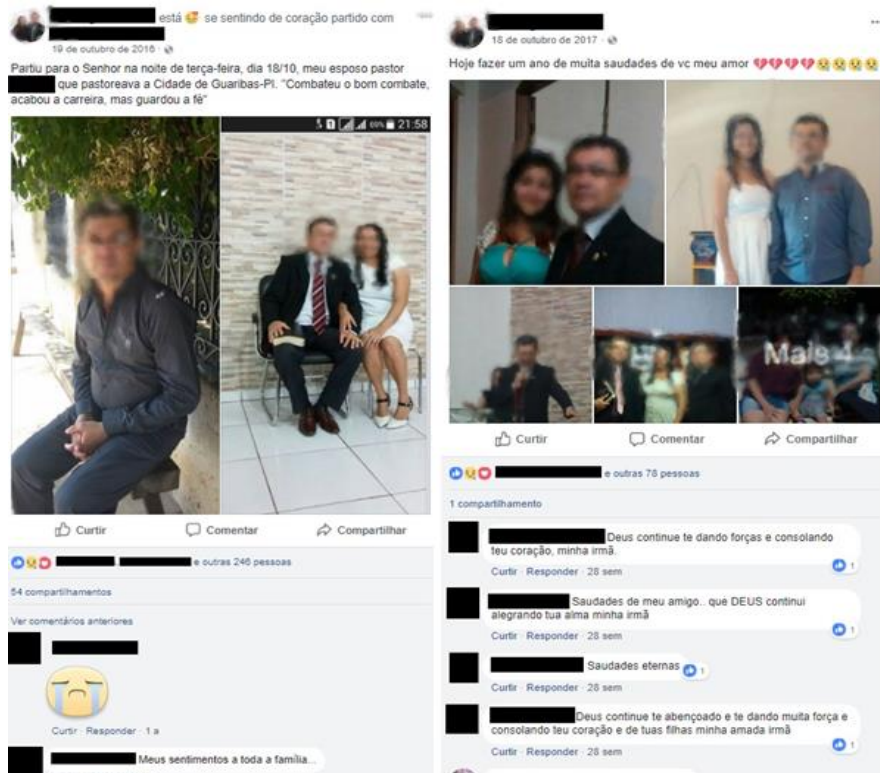 está se sentindo de coração partido com
19 de outubro de 2016
Partiu para o Senhor na noite de terça-feira, dia 18/10, meu esposo pastor
que pastoreava a Cidade de Guaribas-PI. "Combateu o bom combate,
acabou a carreira, mas guardou a fé"
69% 21:58
Curtir Comentar Compartilhar
e outras 246 pessoas
54 compartilhamentos
Ver comentários anteriores
Curtir · Responder · 1 a
Meus sentimentos a toda a família...
18 de outubro de 2017
Hoje fazer um ano de muita saudades de vc meu amor
Mais 4
Curtir Comentar Compartilhar
e outras 78 pessoas
1 compartilhamento
Deus continue te dando forças e consolando
teu coração, minha irmã.
Curtir · Responder · 28 sem
1
Saudades de meu amigo.. que DEUS continui
alegrando tua alma minha irmã
Curtir · Responder · 28 sem
1
Saudades eternas
1
Curtir · Responder · 28 sem
Deus continue te abençoado e te dando muita força e
consolando teu coração e de tuas filhas minha amada irmã
Curtir · Responder · 28 sem
1